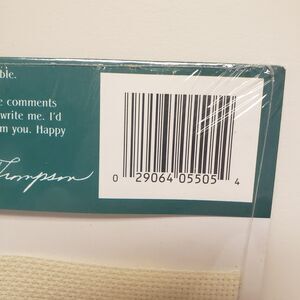 ble.
e comments
write me. I'd
m you. Happy
Thompson
0 29064 05505 4